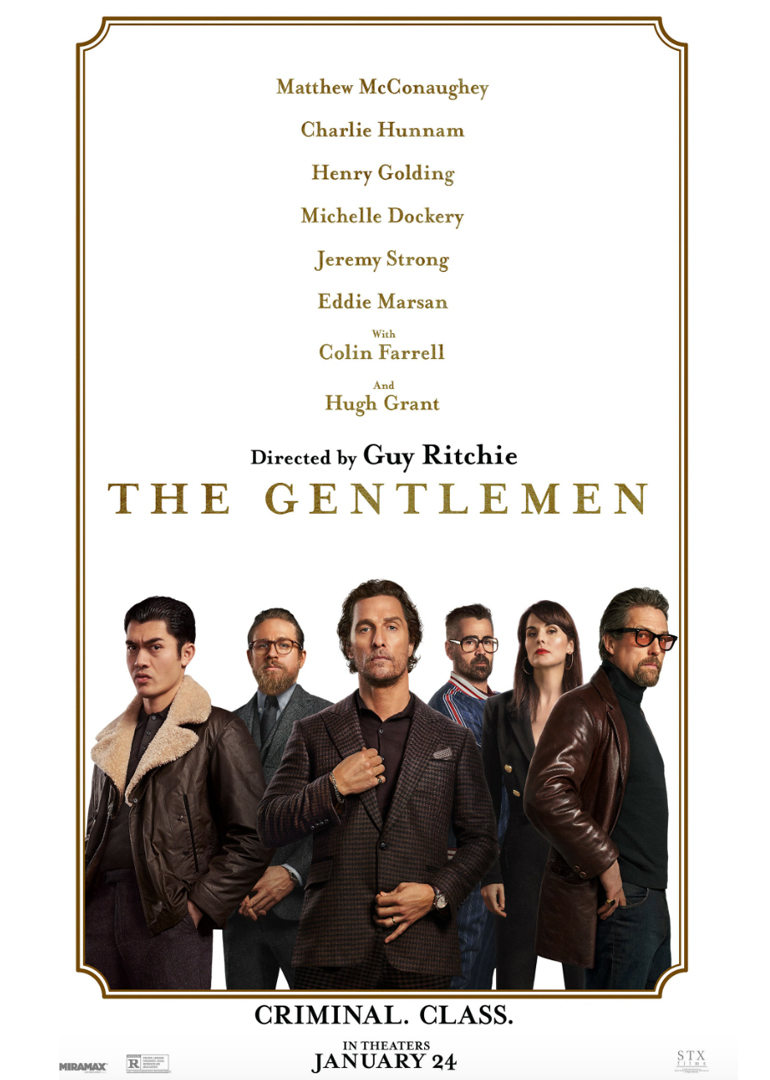 Matthew McConaughey
Charlie Hunnam
Henry Golding
Michelle Dockery
Jeremy Strong
Eddie Marsan
With
Colin Farrell
And
Hugh Grant
Directed by Guy Ritchie
THE GENTLEMEN
CRIMINAL. CLASS.
IN THEATERS
JANUARY 24
MIRAMAX
R
STX
films